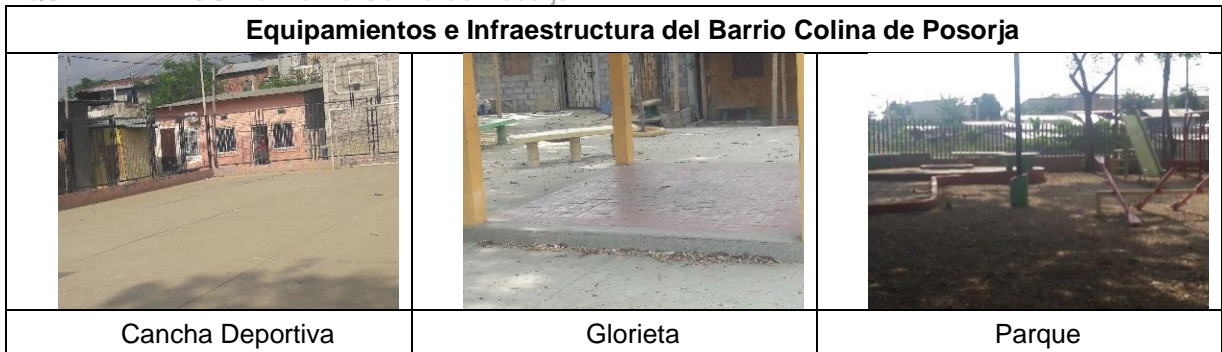 Equipamientos e Infraestructura del Barrio Colina de Posorja
Cancha Deportiva
Glorieta
Parque